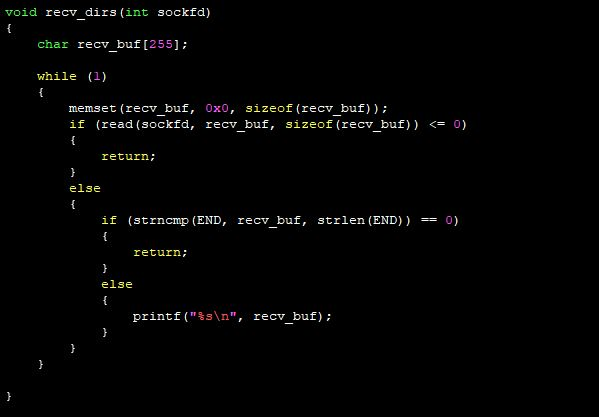 void recv_dirs(int sockfd)
{
    char recv_buf[255];

    while (1)
    {
        memset(recv_buf, 0x0, sizeof(recv_buf));
        if (read(sockfd, recv_buf, sizeof(recv_buf)) <= 0)
        {
            return;
        }
        else
        {
            if (strncmp(END, recv_buf, strlen(END)) == 0)
            {
                return;
            }
            else
            {
                printf("%s\n", recv_buf);
            }
        }
    }

}